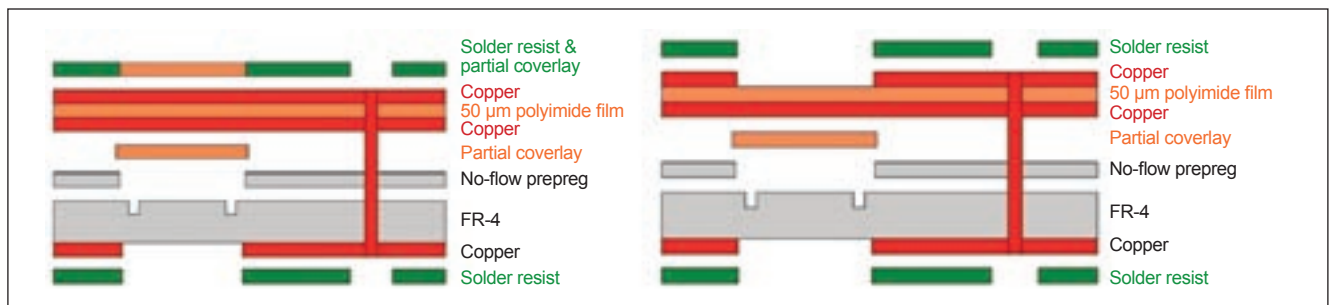 Solder resist &
partial coverlay
Copper
50 µm polyimide film
Copper
Partial coverlay
No-flow prepreg
FR-4
Copper
Solder resist
Solder resist
Copper
50 µm polyimide film
Copper
Partial coverlay
No-flow prepreg
FR-4
Copper
Solder resist